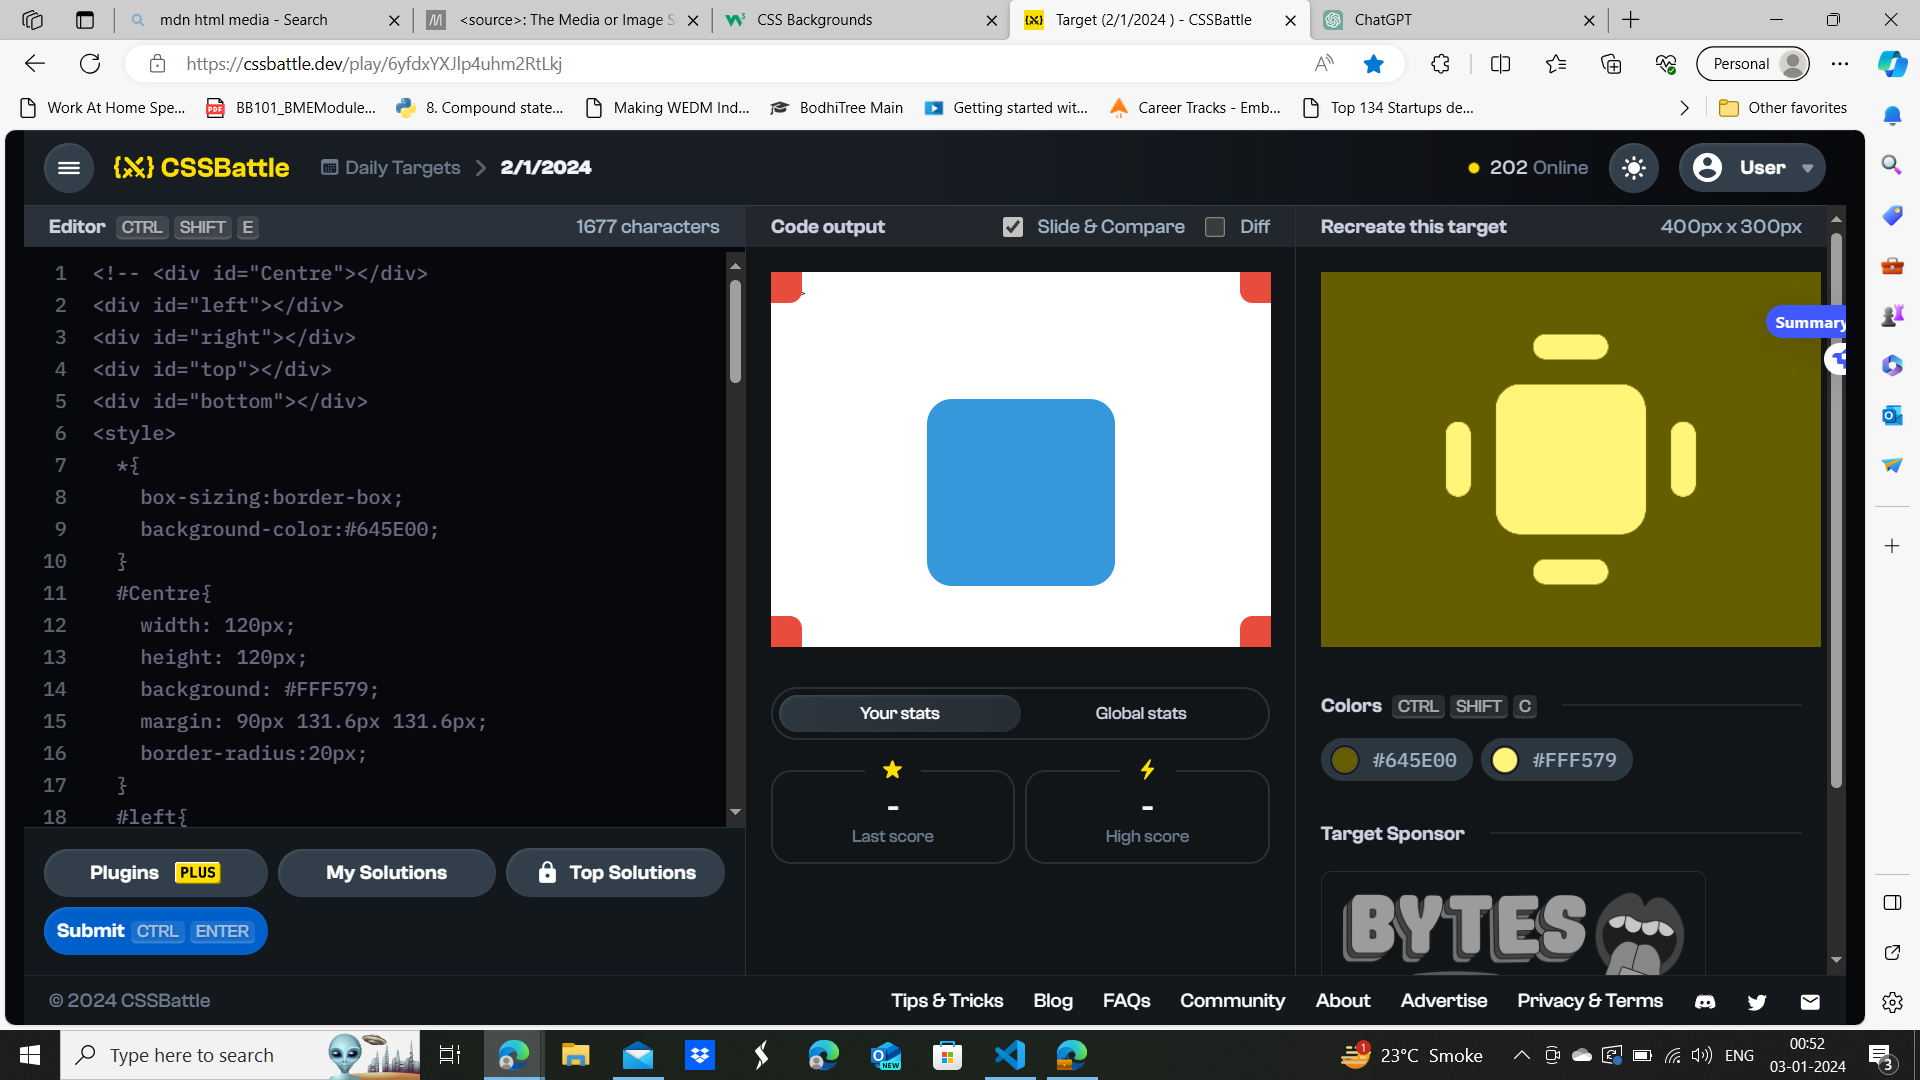 mdn html media - Search
<source>: The Media or Image S
CSS Backgrounds
Target (2/1/2024 ) - CSSBattle
ChatGPT
https://cssbattle.dev/play/6yfdxYXJlp4uhm2RtLkj
Personal
Work At Home Spe...
BB101_BMEModule...
8. Compound state...
Making WEDM Ind...
BodhiTree Main
Getting started wit...
Career Tracks - Emb...
Top 134 Startups de...
Other favorites
CSSBattle
Daily Targets
2/1/2024
202 Online
User
Editor CTRL SHIFT E
1677 characters
Code output
Slide & Compare
Diff
Recreate this target
400px x 300px
1 <!-- <div id="Centre"></div>
2 <div id="left"></div>
3 <div id="right"></div>
4 <div id="top"></div>
5 <div id="bottom"></div>
6 <style>
7 *{
8 box-sizing:border-box;
9 background-color:#645E00;
10 }
11 #Centre{
12 width: 120px;
13 height: 120px;
14 background: #FFF579;
15 margin: 90px 131.6px 131.6px;
16 border-radius:20px;
17 }
18 #left{
>
Summary
Your stats
Global stats
-
Last score
-
High score
Colors CTRL SHIFT C
#645E00
#FFF579
Target Sponsor
BYTES
Plugins PLUS
My Solutions
Top Solutions
Submit CTRL ENTER
© 2024 CSSBattle
Tips & Tricks
Blog
FAQs
Community
About
Advertise
Privacy & Terms
Type here to search
NEW
1
23°C Smoke
ENG
00:52
03-01-2024
3